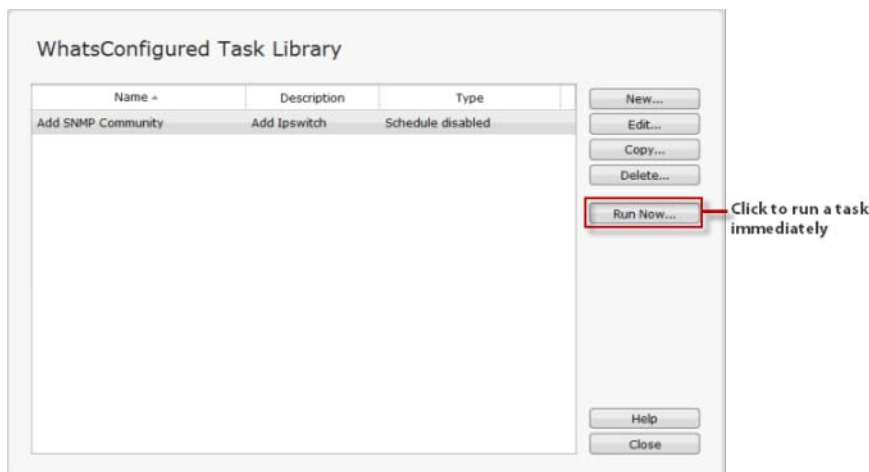 WhatsConfigured Task Library
Name Description Type
Add SNMP Community Add Ipswitch Schedule disabled
New...
Edit...
Copy...
Delete...
Run Now...
Click to run a task
immediately
Help
Close